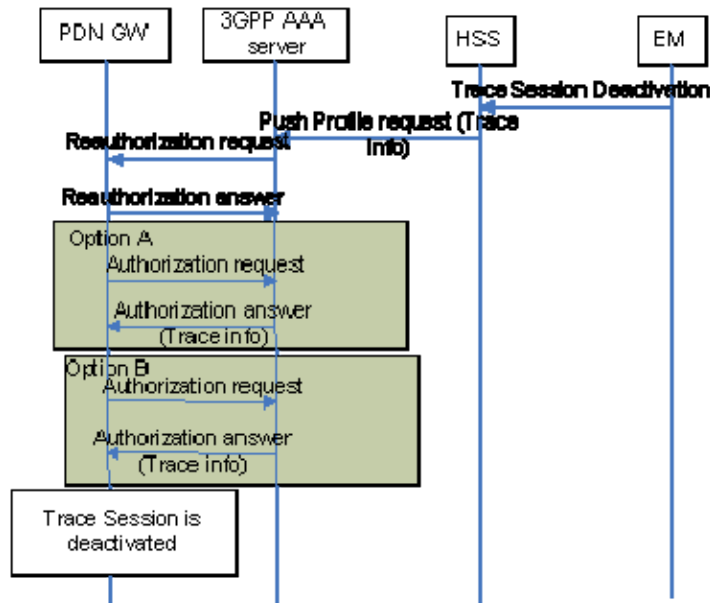 PDN GW'
3GPP AAA
server
HSS
EM
Trace Session Deactivation
Push Profile request (Trace
Info)
Reauthorization request
Reauthorization answer
Option A
Authorization request
Authorization answer
(Trace info)
Option B
Authorization request
Authorization answer
(Trace info)
Trace Session is
deactivated